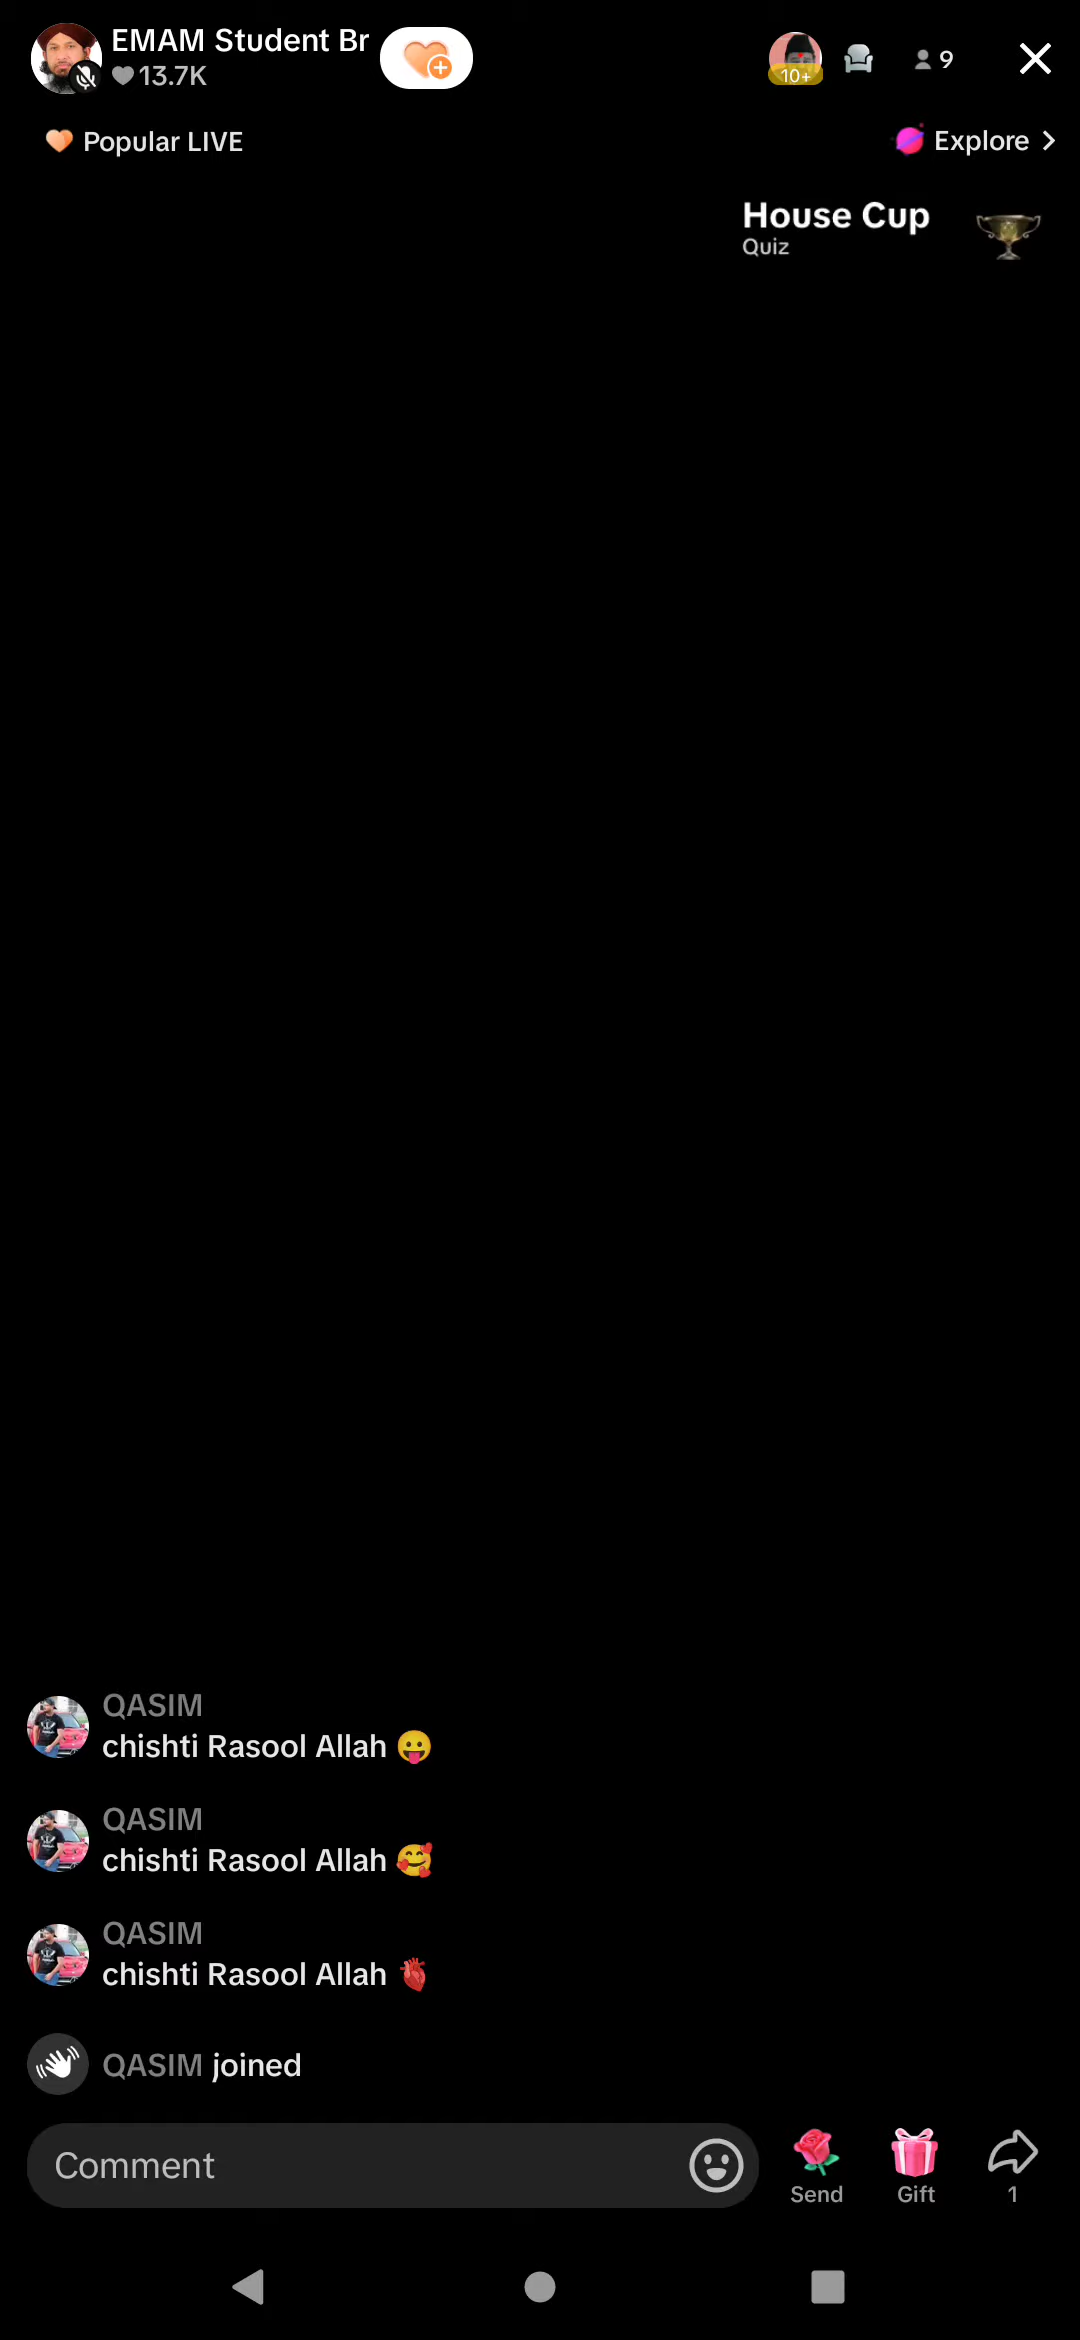 EMAM Student Br
13.7K
10+
9
Popular LIVE
Explore
House Cup
Quiz
QASIM
chishti Rasool Allah 😛
QASIM
chishti Rasool Allah 🥰
QASIM
chishti Rasool Allah 🫀
QASIM joined
Comment
Send
Gift
1